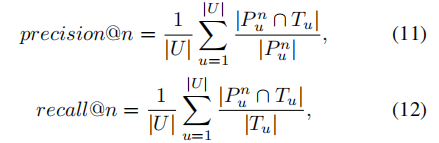 precision@n = \frac{1}{|U|} \sum_{u=1}^{|U|} \frac{|P_u^n \cap T_u|}{|P_u^n|}, (11)
recall@n = \frac{1}{|U|} \sum_{u=1}^{|U|} \frac{|P_u^n \cap T_u|}{|T_u|}, (12)